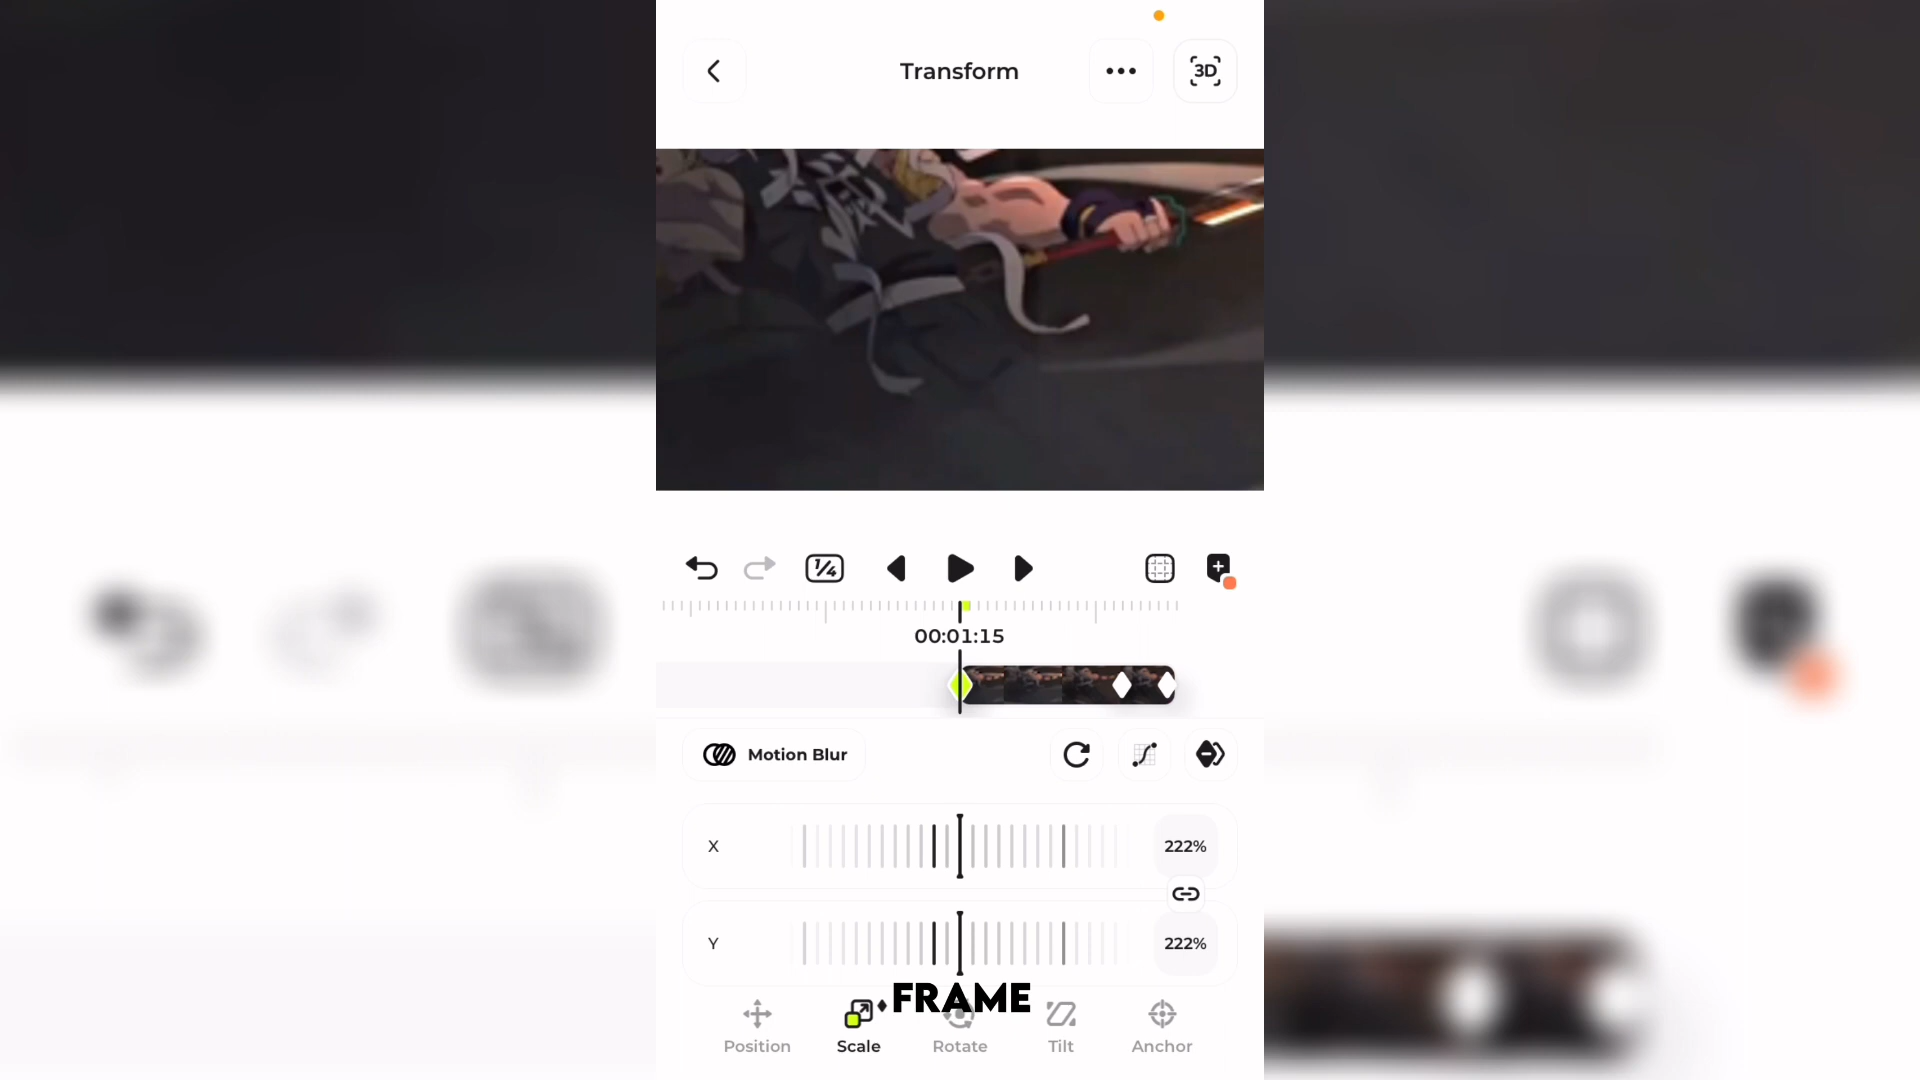 Transform
3D
1/4
00:01:15
Motion Blur
X
222%
Y
222%
FRAME
Position
Scale
Rotate
Tilt
Anchor